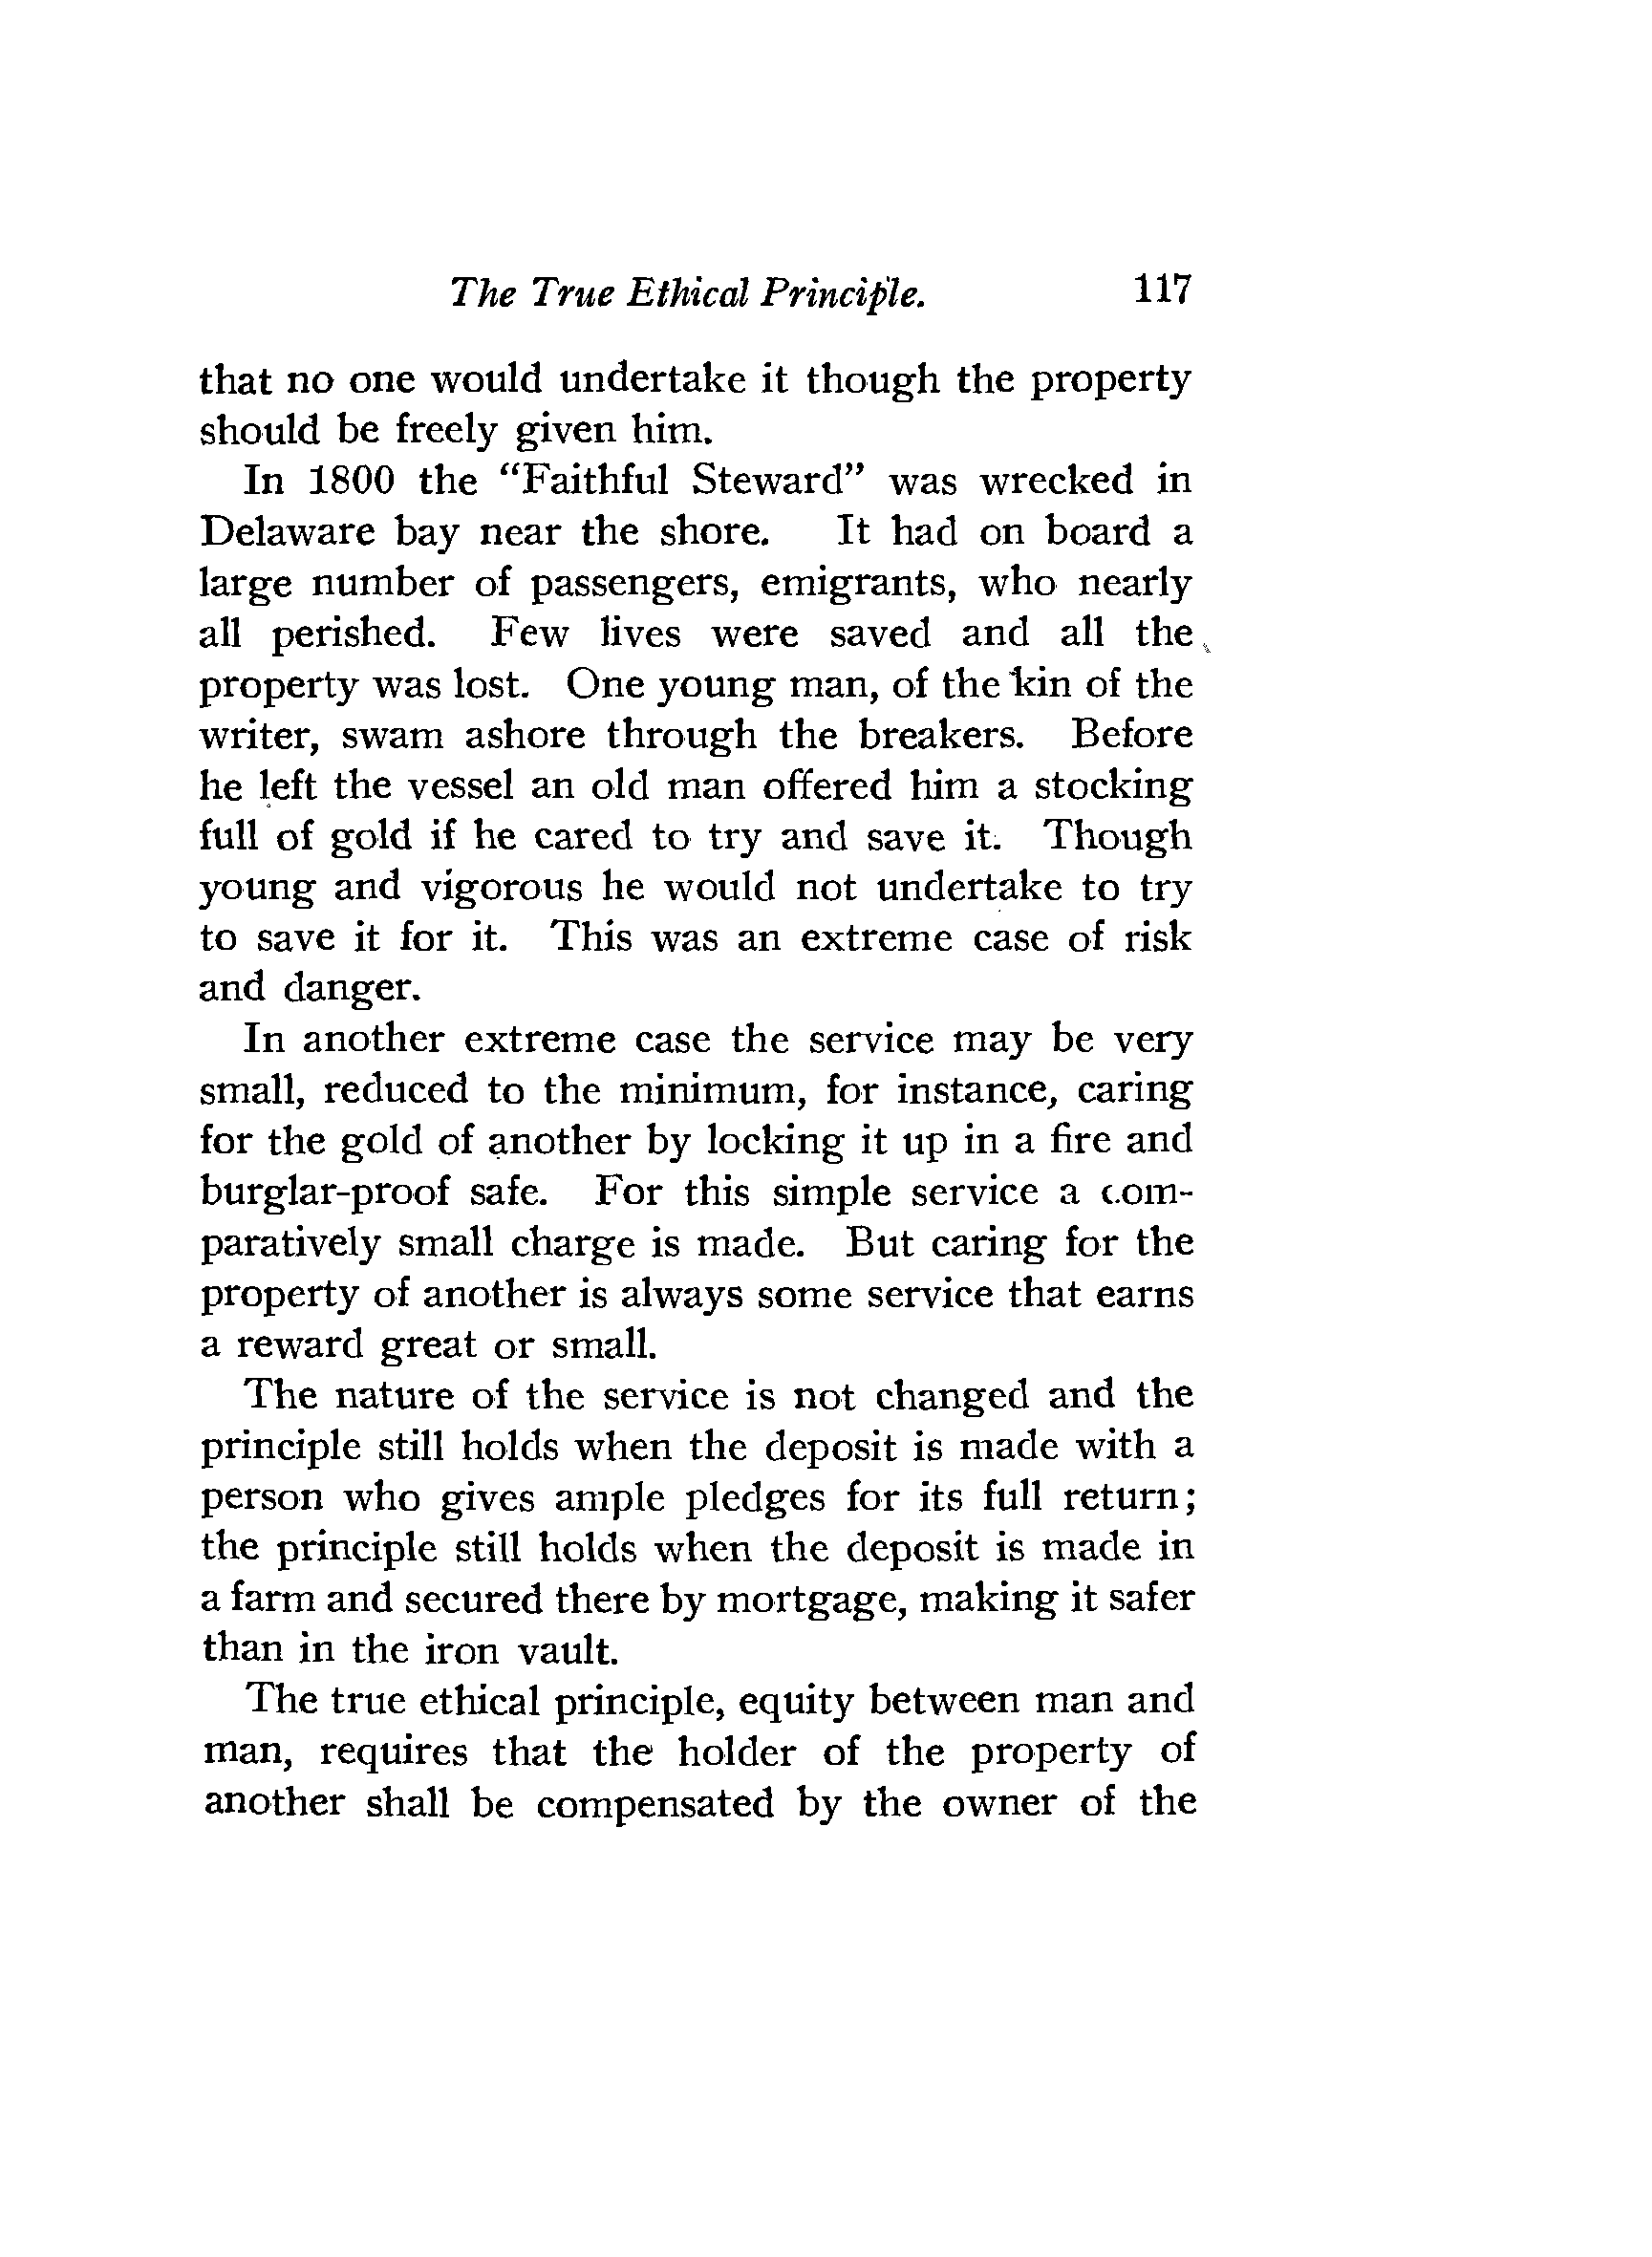 The True Ethical Principle. 117
that no one would undertake it though the property
should be freely given him.
In 1800 the “Faithful Steward” was wrecked in
Delaware bay near the shore. It had on board a
large number of passengers, emigrants, who nearly
all perished. Few lives were saved and all the
property was lost. One young man, of the kin of the
writer, swam ashore through the breakers. Before
he left the vessel an old man offered him a stocking
full of gold if he cared to try and save it. Though
young and vigorous he would not undertake to try
to save it for it. This was an extreme case of risk
and danger.
In another extreme case the service may be very
small, reduced to the minimum, for instance, caring
for the gold of another by locking it up in a fire and
burglar-proof safe. For this simple service a com-
paratively small charge is made. But caring for the
property of another is always some service that earns
a reward great or small.
The nature of the service is not changed and the
principle still holds when the deposit is made with a
person who gives ample pledges for its full return;
the principle still holds when the deposit is made in
a farm and secured there by mortgage, making it safer
than in the iron vault.
The true ethical principle, equity between man and
man, requires that the holder of the property of
another shall be compensated by the owner of the